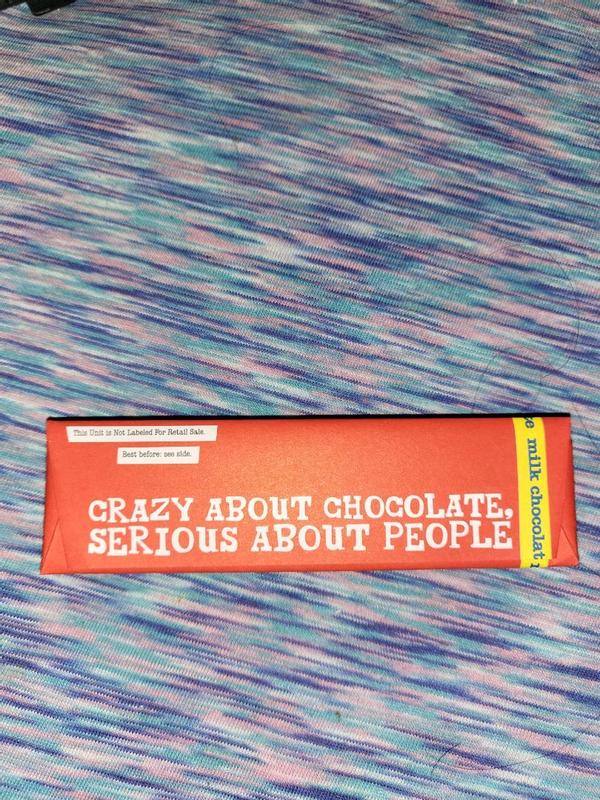 This Unit is Not Labeled For Retail Sale.
Best before: see side.
CRAZY ABOUT CHOCOLATE,
SERIOUS ABOUT PEOPLE
milk chocolat